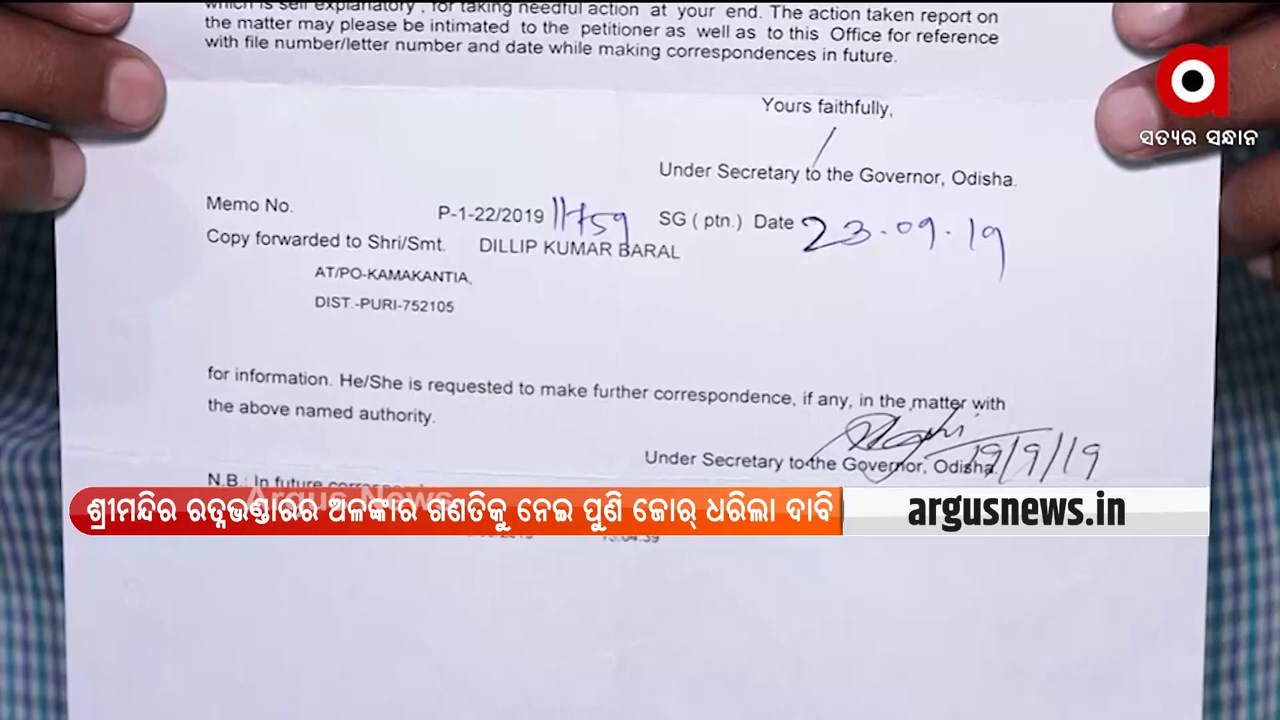 which is self explanatory , for taking needful action at your end. The action taken report on
the matter may please be intimated to the petitioner as well as to this Office for reference
with file number/letter number and date while making correspondences in future.
ସତ୍ୟର ସନ୍ଧାନ
Yours faithfully,
Under Secretary to the Governor, Odisha.
Memo No. P-1-22/2019 11759 SG ( ptn.) Date 23.09.19
Copy forwarded to Shri/Smt. DILLIP KUMAR BARAL
AT/PO-KAMAKANTIA,
DIST.-PURI-752105
for information. He/She is requested to make further correspondence, if any, in the matter with
the above named authority.
Under Secretary to the Governor, Odisha. 19/9/19
N.B.: In future
Argus News
ଶ୍ରୀମନ୍ଦିର ରତ୍ନଭଣ୍ଡାରର ଅଳଙ୍କାର ଗଣତିକୁ ନେଇ ପୁଣି ଜୋର୍ ଧରିଲା ଦାବି argusnews.in